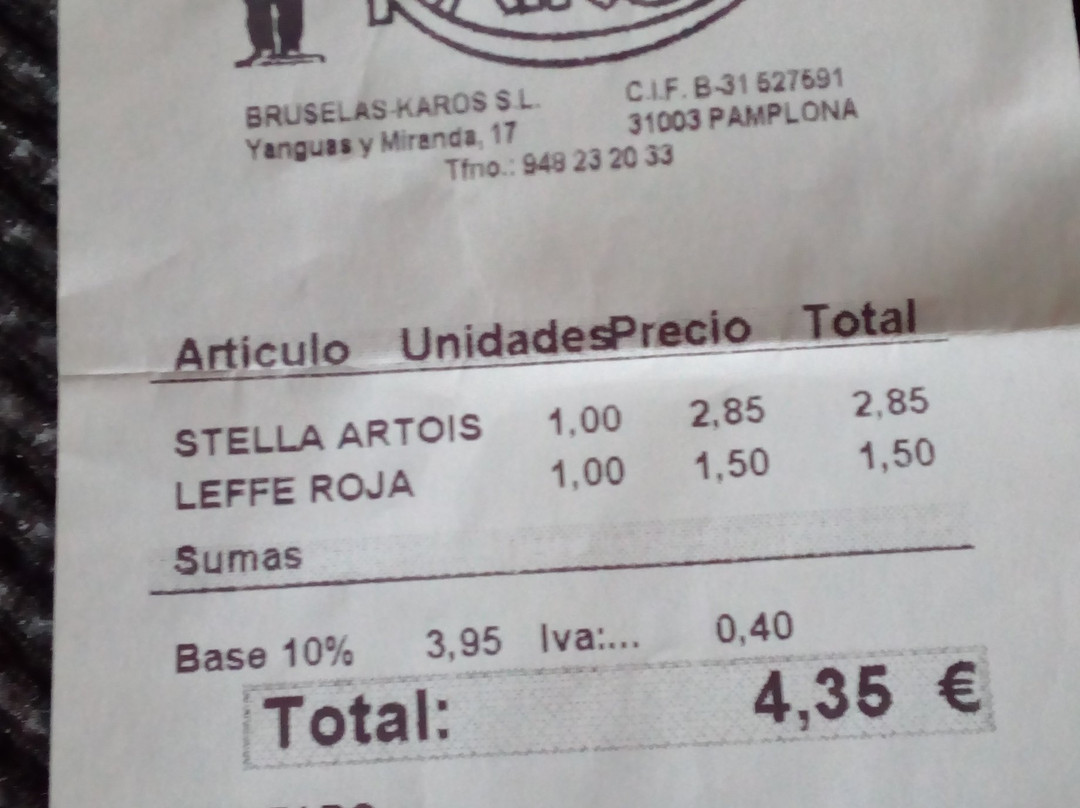 BRUSELAS-KAROS S.L. C.I.F. B-31 527591
Yanguas y Miranda, 17 31003 PAMPLONA
Tfno.: 948 23 20 33
Articulo Unidades Precio Total
STELLA ARTOIS 1,00 2,85 2,85
LEFFE ROJA 1,00 1,50 1,50
Sumas
Base 10% 3,95 Iva:... 0,40
Total: 4,35 €